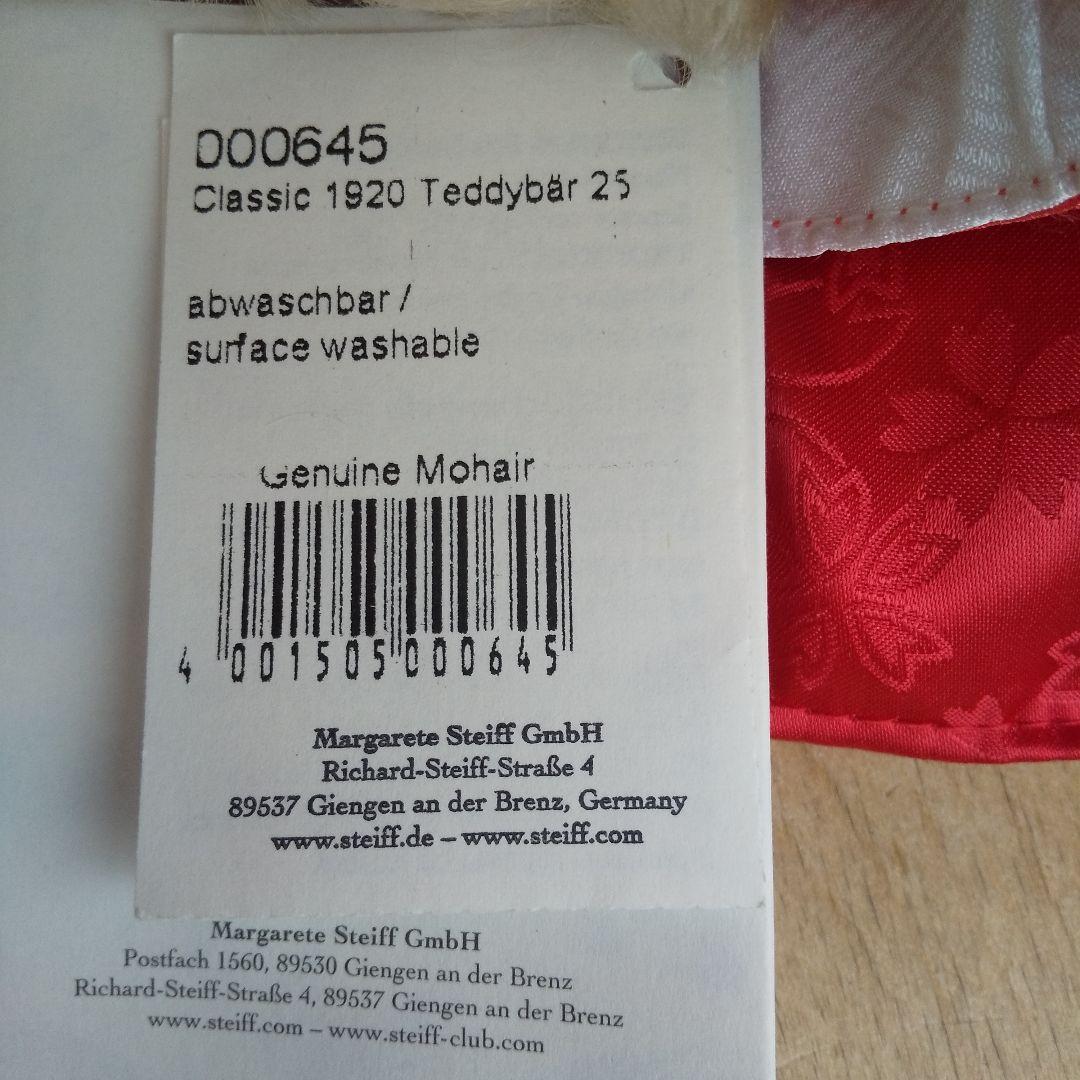 000645
Classic 1920 Teddybär 25
abwaschbar /
surface washable
Genuine Mohair
4 001505 000645
Margarete Steiff GmbH
Richard-Steiff-Straße 4
89537 Giengen an der Brenz, Germany
www.steiff.de – www.steiff.com
Margarete Steiff GmbH
Postfach 1560, 89530 Giengen an der Brenz
Richard-Steiff-Straße 4, 89537 Giengen an der Brenz
www.steiff.com – www.steiff-club.com